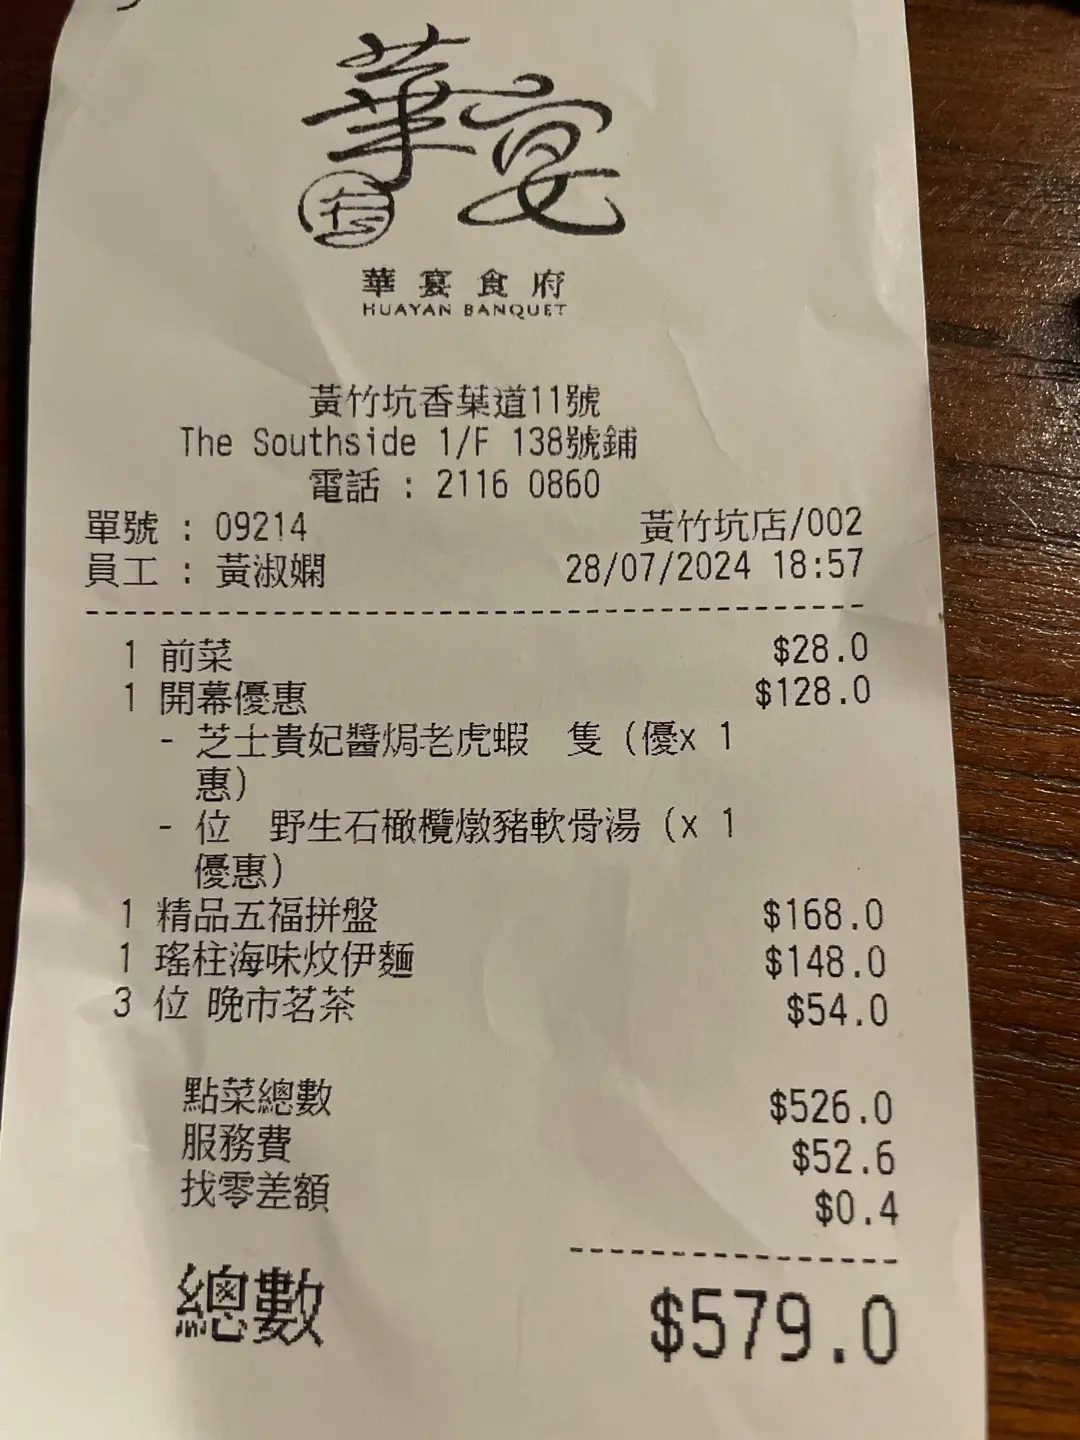 華宴
華宴食府
HUAYAN BANQUET
黃竹坑香葉道11號
The Southside 1/F 138號鋪
電話 : 2116 0860
單號 : 09214 黃竹坑店/002
員工 : 黃淑嫻 28/07/2024 18:57
1 前菜 $28.0
1 開幕優惠 $128.0
- 芝士貴妃醬焗老虎蝦 隻 (優x 1
惠)
- 位 野生石橄欖燉豬軟骨湯 (x 1
優惠)
1 精品五福拼盤 $168.0
1 瑤柱海味炆伊麵 $148.0
3 位 晚市茗茶 $54.0
點菜總數 $526.0
服務費 $52.6
找零差額 $0.4
總數 $579.0